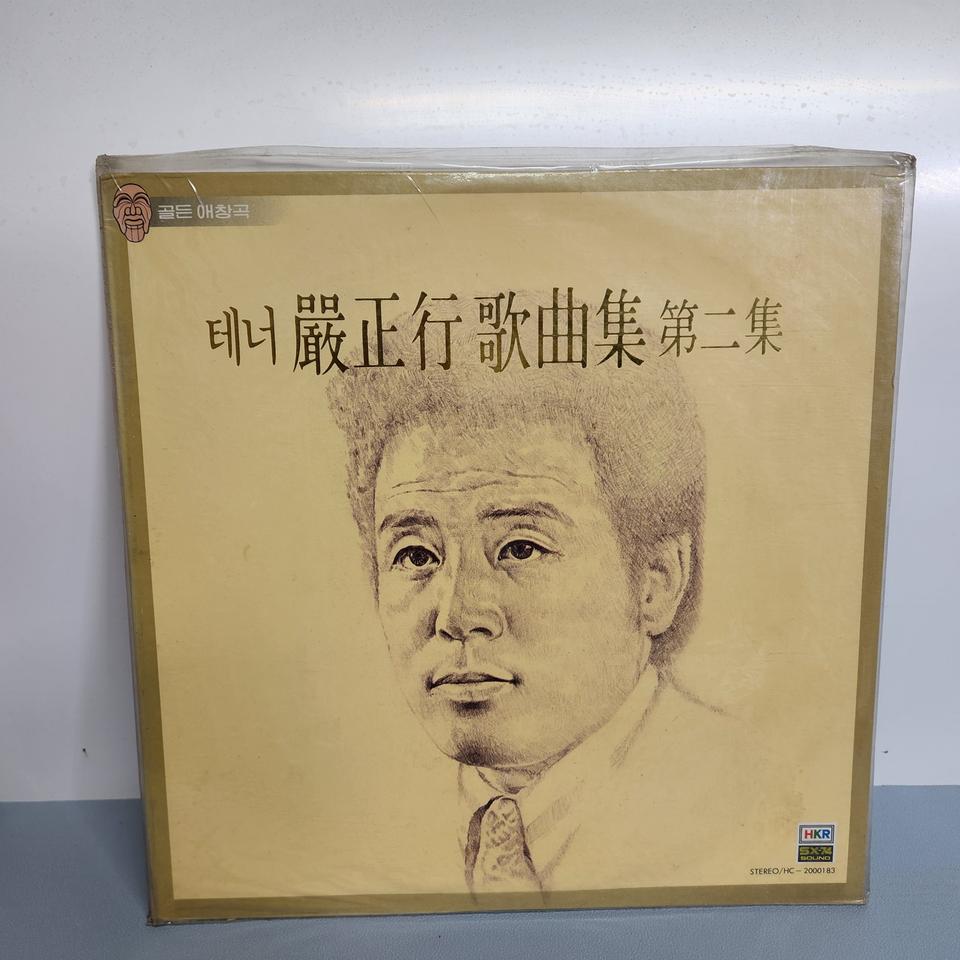 골든 애창곡
테너 嚴正行 歌曲集 第二集
HKR
SX-74
SOUND
STEREO/HC-2000183